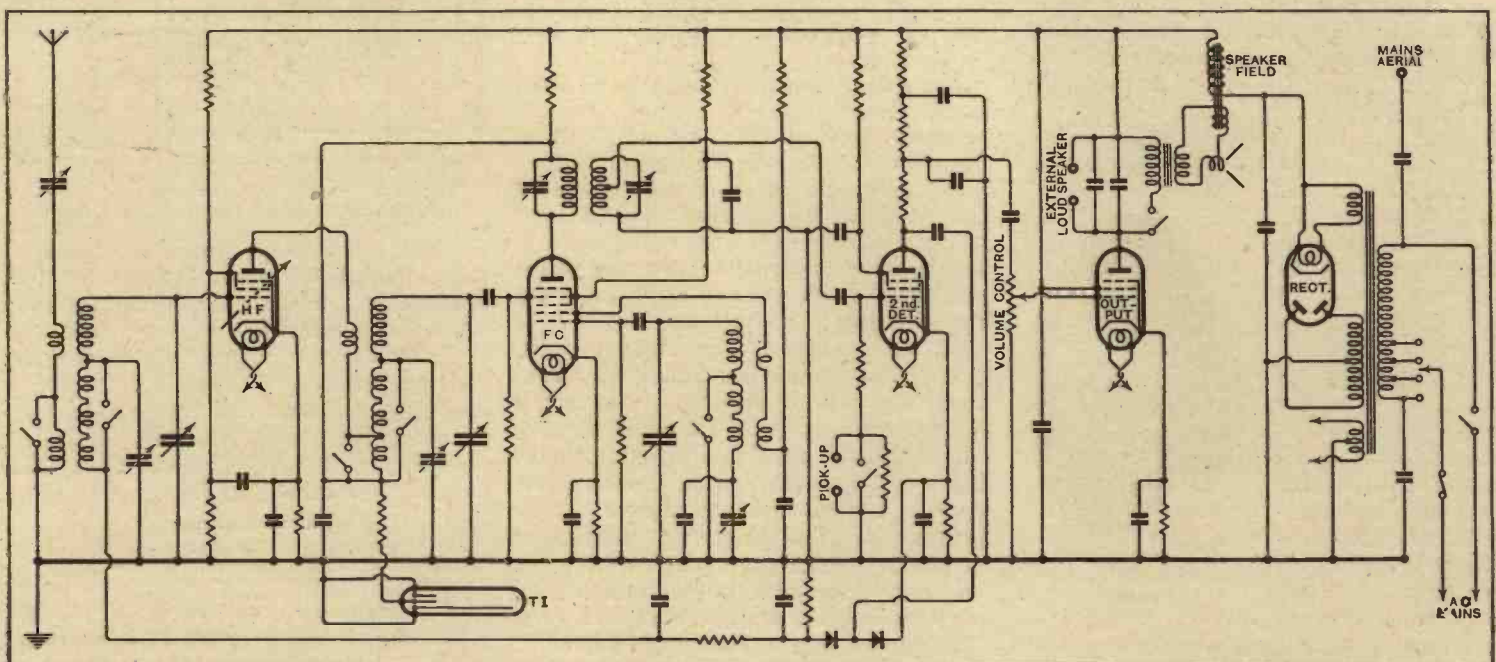 HF
TI
FC
PICK-UP
2nd.
DET.
VOLUME CONTROL
EXTERNAL
LOUD SPEAKER
OUT-
PUT
SPEAKER
FIELD
RECT.
MAINS
AERIAL
AC
MAINS